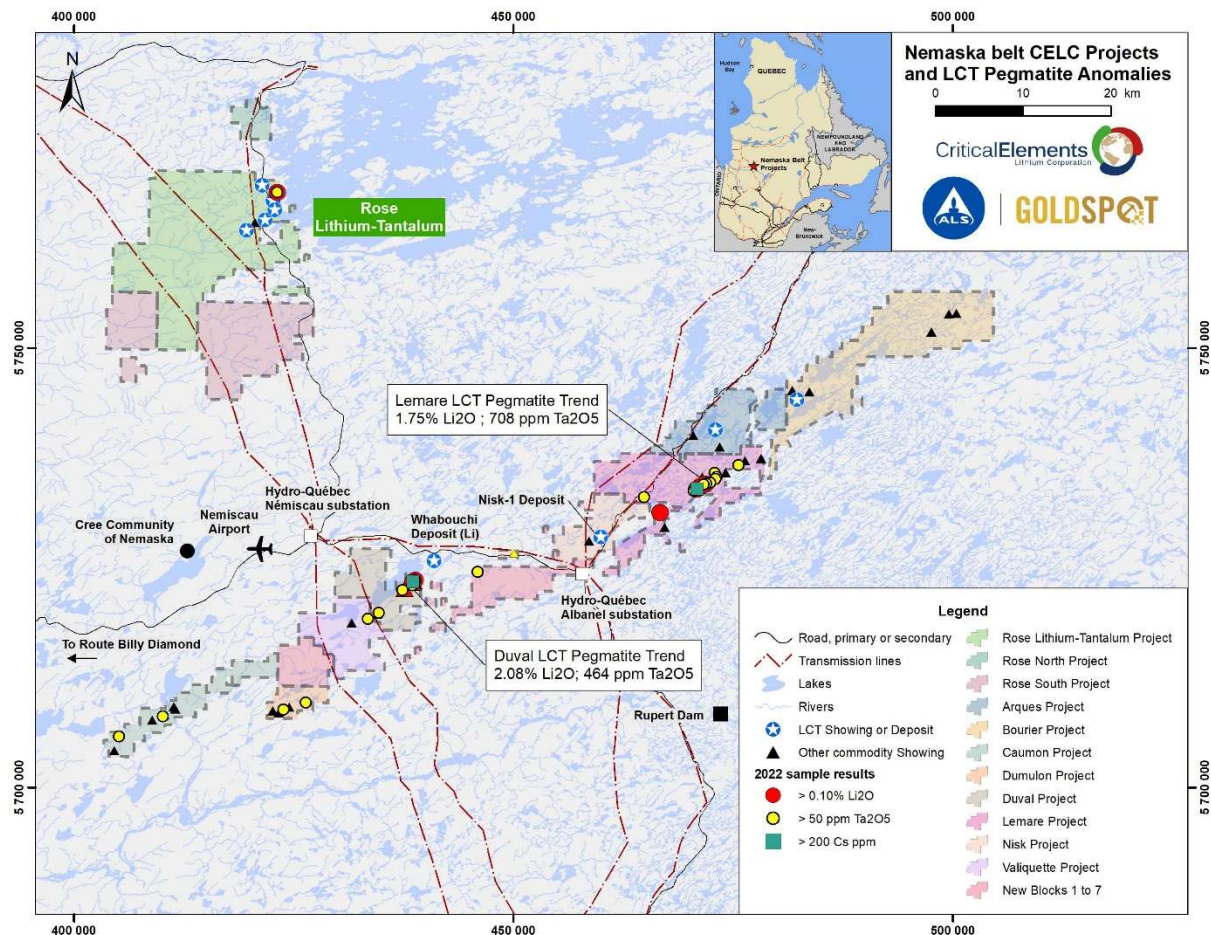 400 000
450 000
500 000
N
Nemaska belt CELC Projects
and LCT Pegmatite Anomalies
0 10 20 km
CriticalElements
Lithium Corporation
ALS
GOLDSPOT
Hudson
Bay
QUEBEC
NEWFOUNDLAND
AND
LABRADOR
Nemaska Belt
Projects
ONTARIO
New-
Brunswick
Rose
Lithium-Tantalum
5 750 000
5 750 000
Lemare LCT Pegmatite Trend
1.75% Li2O ; 708 ppm Ta2O5
Hydro-Québec
Némiscau substation
Nisk-1 Deposit
Cree Community
of Nemaska
Nemiscau
Airport
Whabouchi
Deposit (Li)
Hydro-Québec
Albanel substation
To Route Billy Diamond
Duval LCT Pegmatite Trend
2.08% Li2O; 464 ppm Ta2O5
Rupert Dam
5 700 000
5 700 000
Legend
Road, primary or secondary
Transmission lines
Lakes
Rivers
LCT Showing or Deposit
Other commodity Showing
2022 sample results
> 0.10% Li2O
> 50 ppm Ta2O5
> 200 Cs ppm
Rose Lithium-Tantalum Project
Rose North Project
Rose South Project
Arques Project
Bourier Project
Caumon Project
Dumulon Project
Duval Project
Lemare Project
Nisk Project
Valiquette Project
New Blocks 1 to 7
400 000
450 000
500 000